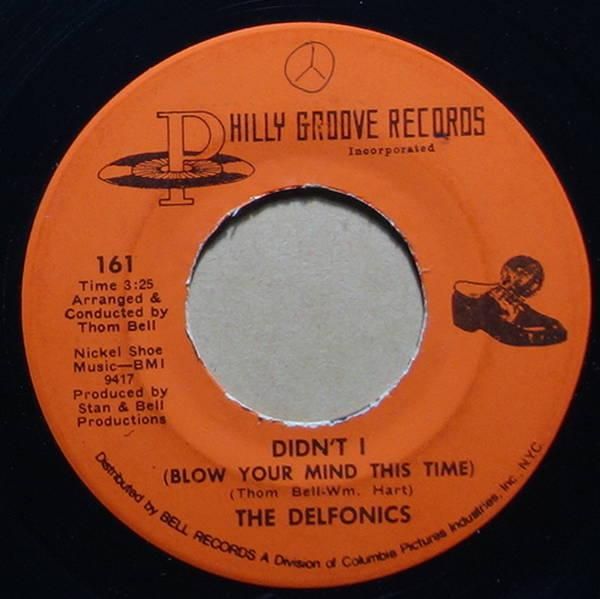 PHILLY GROOVE RECORDS
Incorporated
161
Time 3:25
Arranged &
Conducted by
Thom Bell
Nickel Shoe
Music—BMI
9417
Produced by
Stan & Bell
Productions
DIDN'T I
(BLOW YOUR MIND THIS TIME)
(Thom Bell-Wm. Hart)
THE DELFONICS
Distributed by BELL RECORDS A Division of Columbia Pictures Industries, Inc., N.Y.C.